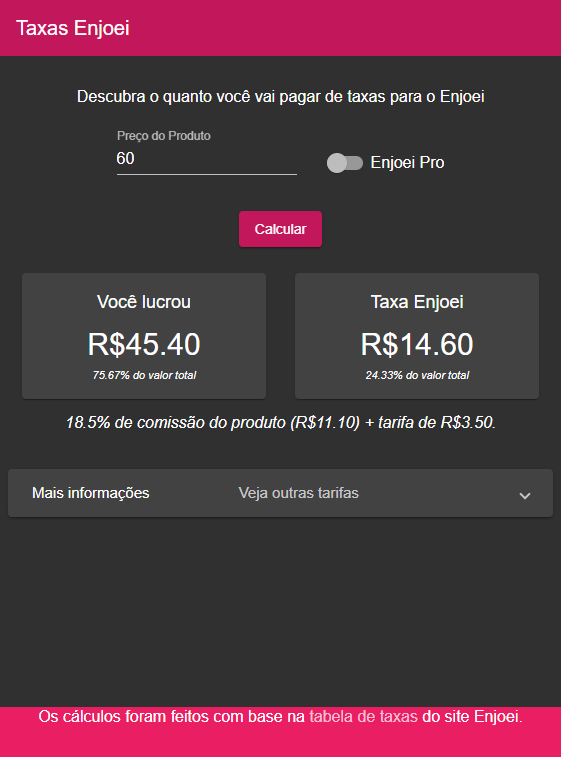 Taxas Enjoei
Descubra o quanto você vai pagar de taxas para o Enjoei
Preço do Produto
60
Enjoei Pro
Calcular
Você lucrou
R$45.40
75.67% do valor total
Taxa Enjoei
R$14.60
24.33% do valor total
18.5% de comissão do produto (R$11.10) + tarifa de R$3.50.
Mais informações
Veja outras tarifas
Os cálculos foram feitos com base na tabela de taxas do site Enjoei.